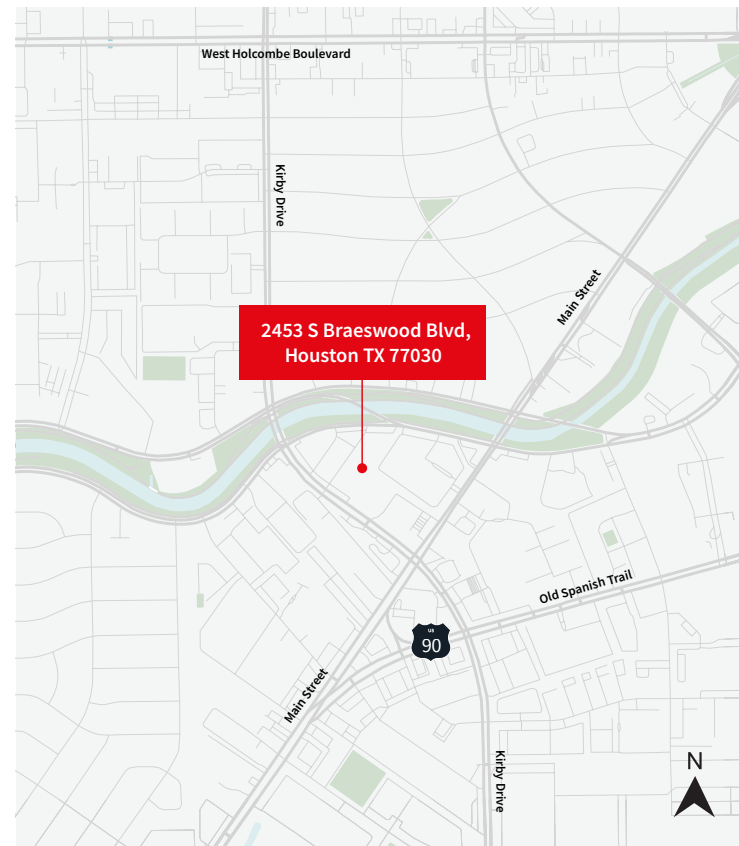 West Holcombe Boulevard
Kirby Drive
Main Street
2453 S Braeswood Blvd,
Houston TX 77030
Old Spanish Trail
US
90
Main Street
Kirby Drive
N